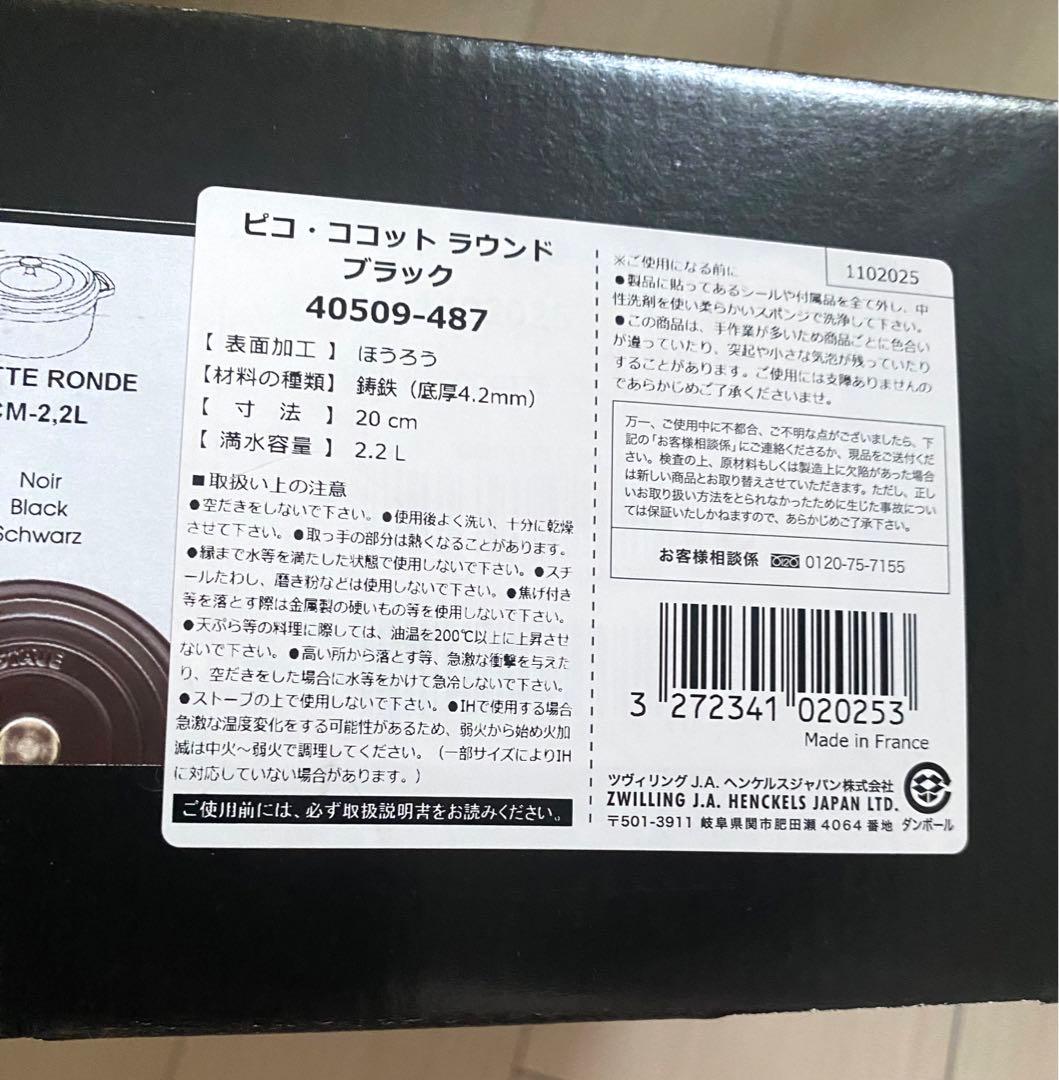 TTE RONDE
CM-2,2L
Noir
Black
Schwarz
ピコ・ココット ラウンド
ブラック
40509-487
【 表面加工 】 ほうろう
【材料の種類】 鋳鉄（底厚4.2mm）
【 寸 法 】 20 cm
【 満水容量 】 2.2 L
■取扱い上の注意
●空だきをしないで下さい。●使用後よく洗い、十分に乾燥
させて下さい。●取っ手の部分は熱くなることがあります。
●縁まで水等を満たした状態で使用しないで下さい。●スチ
ールたわし、磨き粉などは使用しないで下さい。●焦げ付き
等を落とす際は金属製の硬いもの等を使用しないで下さい。
●天ぷら等の料理に際しては、油温を200℃以上に上昇させ
ないで下さい。●高い所から落とす等、急激な衝撃を与えた
り、空だきをした場合に水等をかけて急冷しないで下さい。
●ストーブの上で使用しないで下さい。●IHで使用する場合
急激な温度変化をする可能性があるため、弱火から始め火加
減は中火～弱火で調理してください。（一部サイズによりIH
に対応していない場合があります。）
ご使用前には、必ず取扱説明書をお読みください。
1102025
※ご使用になる前に
●製品に貼ってあるシールや付属品を全て外し、中
性洗剤を使い柔らかいスポンジで洗浄して下さい。
●この商品は、手作業が多いため商品ごとに色合い
が違っていたり、突起や小さな気泡が残っていたり
することがあります。ご使用には支障ありませんの
であらかじめご了承くださいませ。
万一、ご使用中に不都合、ご不明な点がございましたら、下
記の「お客様相談係」にご連絡くださるか、現品をご送付くだ
さい。検査の上、原材料もしくは製造上に欠陥があった場合
は新しい商品とお取り替えさせていただきます。ただし、正し
いお取り扱い方法をとられなかったために生じた事故につい
ては保証いたしかねますので、あらかじめご了承下さい。
お客様相談係 0120-75-7155
3 272341 020253
Made in France
ツヴィリング J.A. ヘンケルスジャパン株式会社
ZWILLING J.A. HENCKELS JAPAN LTD.
〒501-3911 岐阜県関市肥田瀬 4064 番地 ダンボール